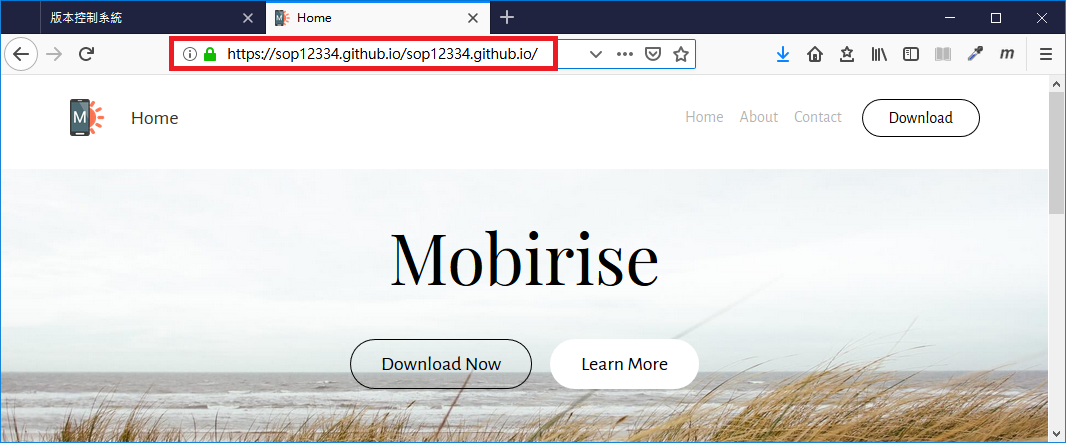 版本控制系統
Home
https://sop12334.github.io/sop12334.github.io/
m
M
Home
Home About Contact Download
Mobirise
Download Now Learn More